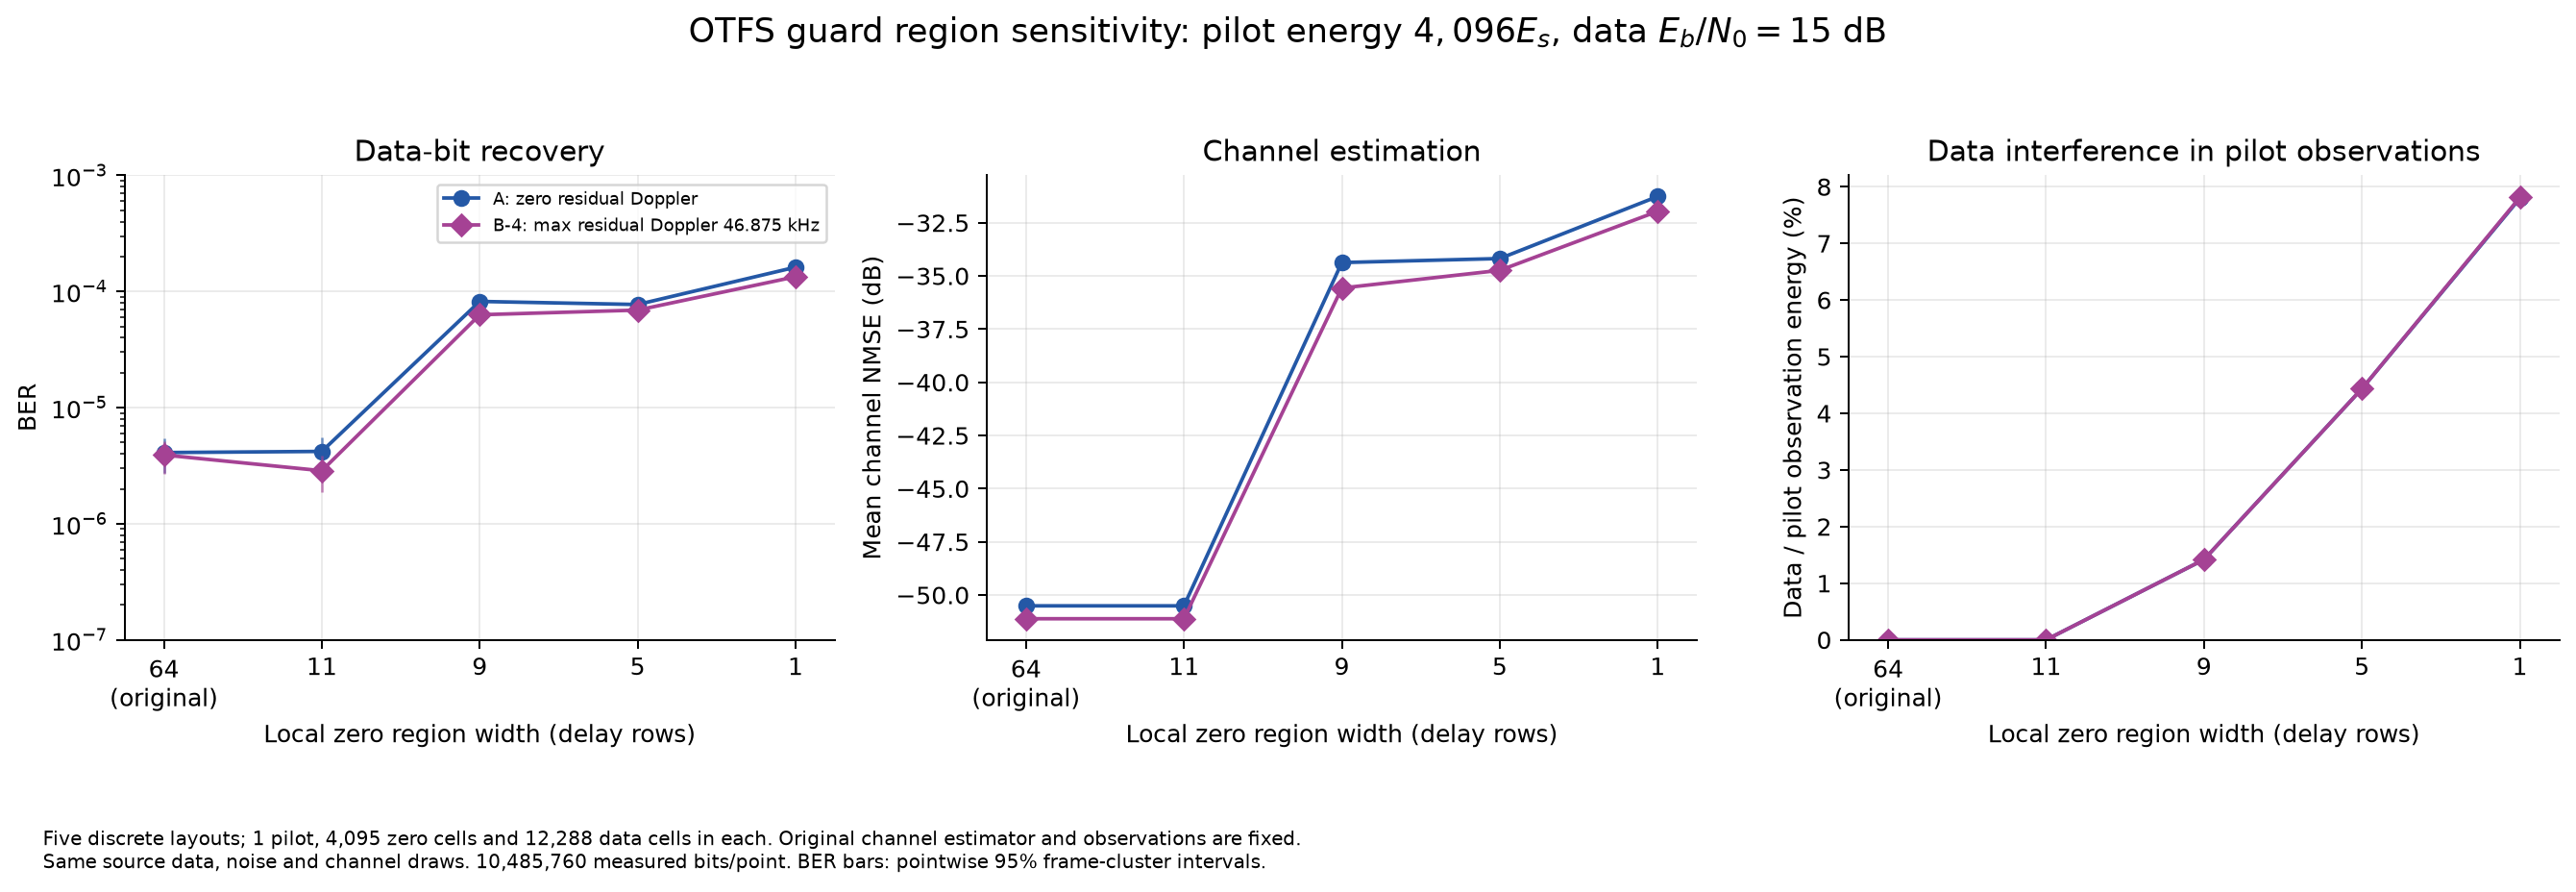 OTFS guard region sensitivity: pilot energy 4,096E_s, data E_b/N_0 = 15 dB
Data-bit recovery
10^−3
10^−4
10^−5
10^−6
10^−7
BER
A: zero residual Doppler
B-4: max residual Doppler 46.875 kHz
64
(original)
11
9
5
1
Local zero region width (delay rows)
Channel estimation
−32.5
−35.0
−37.5
−40.0
−42.5
−45.0
−47.5
−50.0
Mean channel NMSE (dB)
64
(original)
11
9
5
1
Local zero region width (delay rows)
Data interference in pilot observations
8
7
6
5
4
3
2
1
0
Data / pilot observation energy (%)
64
(original)
11
9
5
1
Local zero region width (delay rows)
Five discrete layouts; 1 pilot, 4,095 zero cells and 12,288 data cells in each. Original channel estimator and observations are fixed.
Same source data, noise and channel draws. 10,485,760 measured bits/point. BER bars: pointwise 95% frame-cluster intervals.